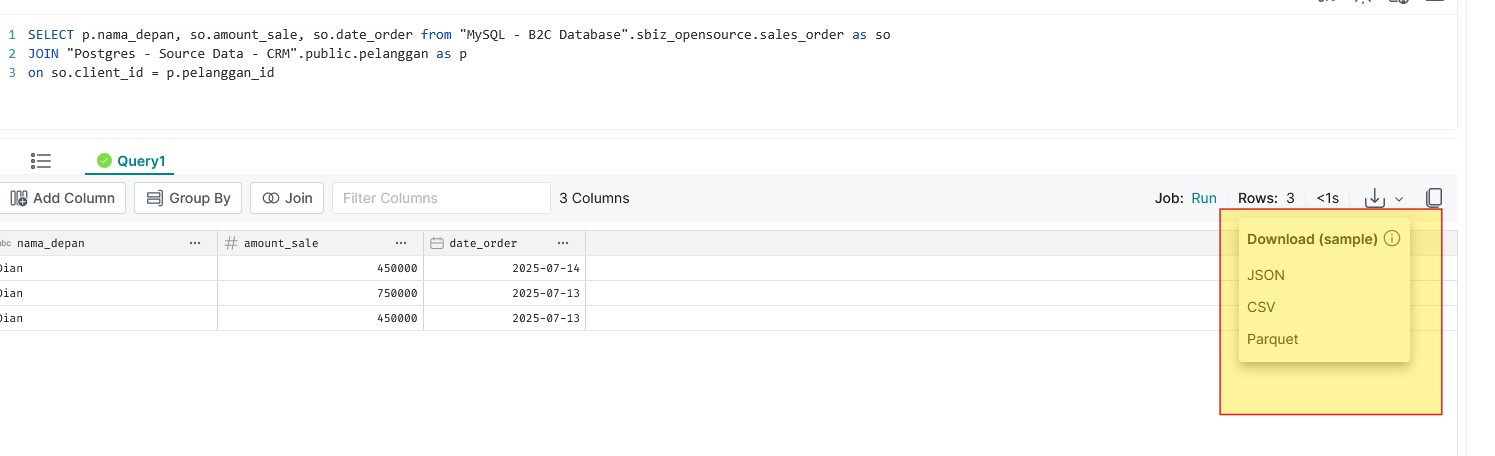 1 SELECT p.nama_depan, so.amount_sale, so.date_order from "MySQL - B2C Database".sbiz_opensource.sales_order as so
2 JOIN "Postgres - Source Data - CRM".public.pelanggan as p
3 on so.client_id = p.pelanggan_id
Query1
Add Column Group By Join Filter Columns 3 Columns Job: Run Rows: 3 <1s
abc nama_depan ... # amount_sale ... date_order ...
Dian 450000 2025-07-14
Dian 750000 2025-07-13
Dian 450000 2025-07-13
Download (sample)
JSON
CSV
Parquet